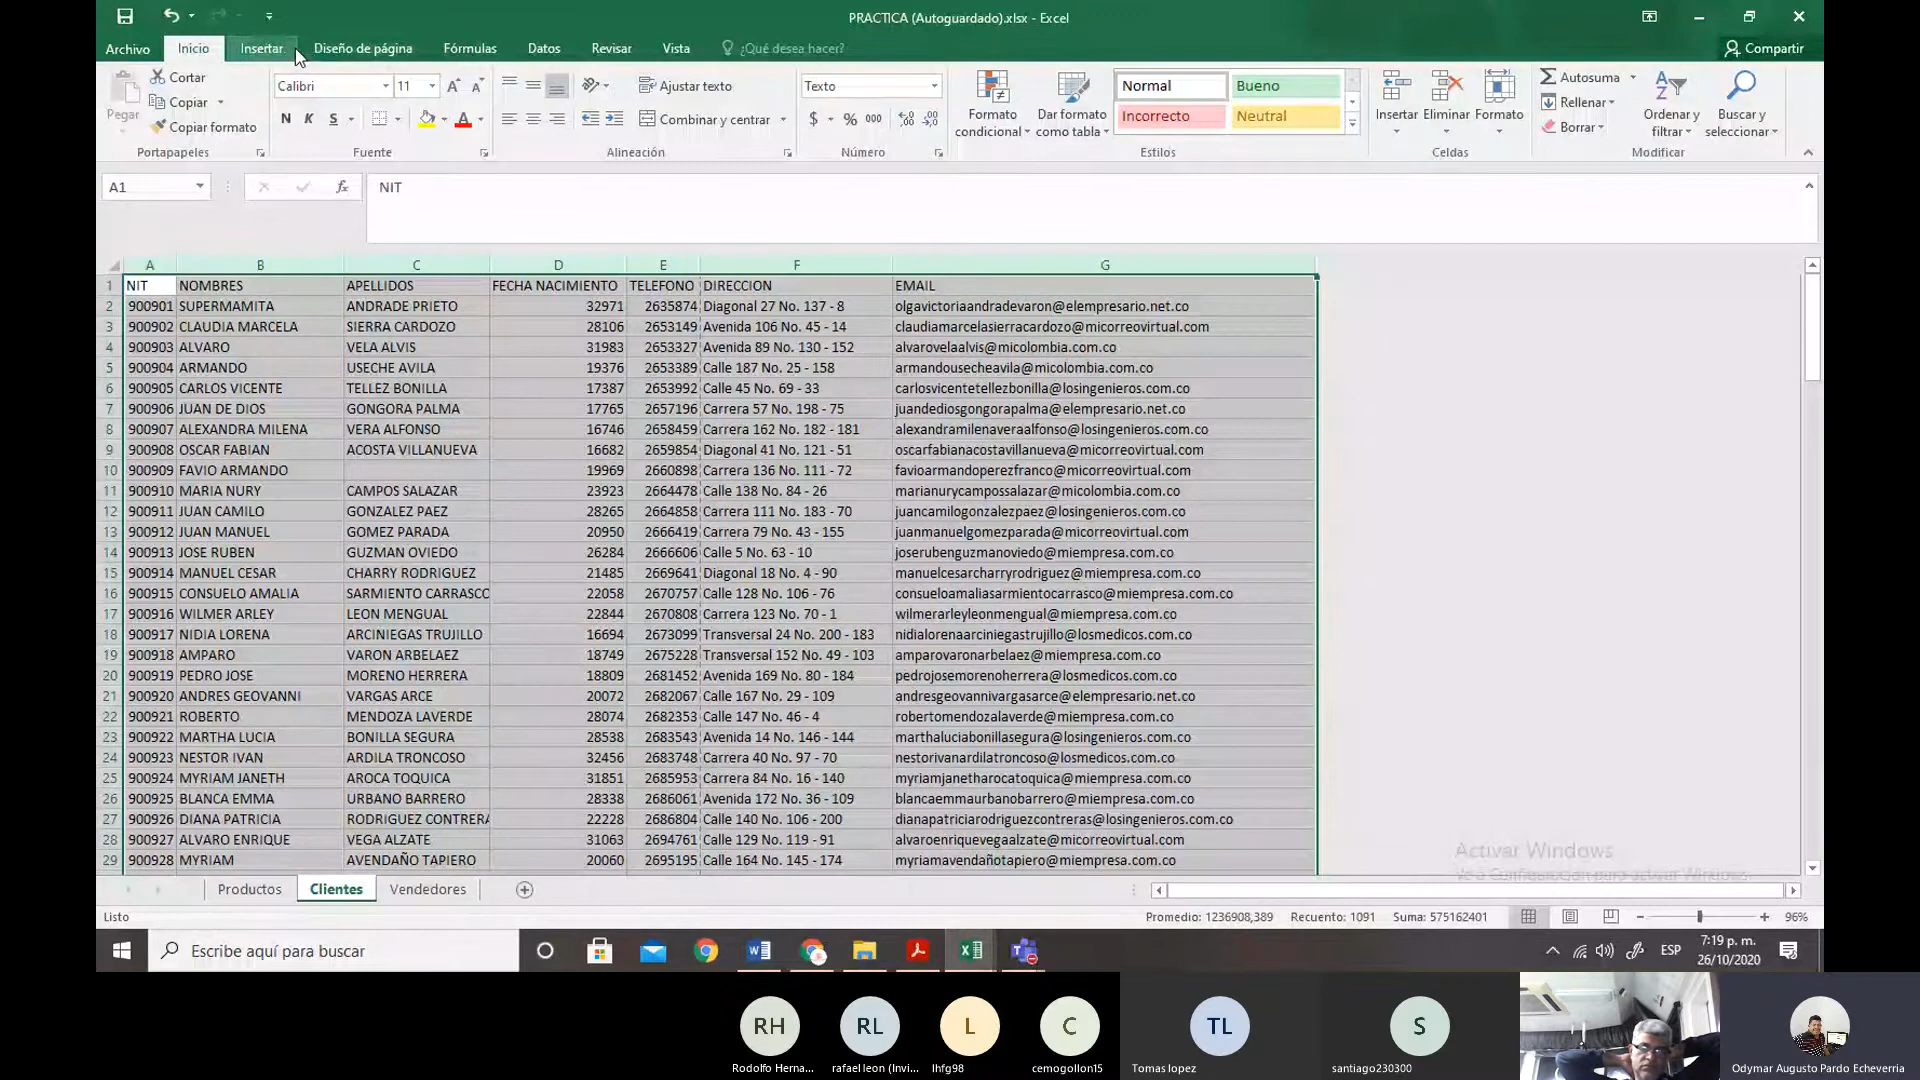 PRACTICA (Autoguardado).xlsx - Excel
Archivo Inicio Insertar Diseño de página Fórmulas Datos Revisar Vista ¿Qué desea hacer? Compartir
Pegar
Cortar
Copiar
Copiar formato
Portapapeles
Calibri 11
N K S
Fuente
Ajustar texto
Combinar y centrar
Alineación
Texto
$ % 000
Número
Formato condicional
Dar formato como tabla
Normal Bueno
Incorrecto Neutral
Estilos
Insertar Eliminar Formato
Celdas
Autosuma
Rellenar
Borrar
Ordenar y filtrar
Buscar y seleccionar
Modificar
A1 fx NIT
A B C D E F G
1 NIT NOMBRES APELLIDOS FECHA NACIMIENTO TELEFONO DIRECCION EMAIL
2 900901 SUPERMAMITA ANDRADE PRIETO 32971 2635874 Diagonal 27 No. 137 - 8 olgavictoriaandradevaron@elempresario.net.co
3 900902 CLAUDIA MARCELA SIERRA CARDOZO 28106 2653149 Avenida 106 No. 45 - 14 claudiamarcelasierracardozo@micorreovirtual.com
4 900903 ALVARO VELA ALVIS 31983 2653327 Avenida 89 No. 130 - 152 alvarovelaalvis@micolombia.com.co
5 900904 ARMANDO USECHE AVILA 19376 2653389 Calle 187 No. 25 - 158 armandousecheavila@micolombia.com.co
6 900905 CARLOS VICENTE TELLEZ BONILLA 17387 2653992 Calle 45 No. 69 - 33 carlosvicentetellezbonilla@losingenieros.com.co
7 900906 JUAN DE DIOS GONGORA PALMA 17765 2657196 Carrera 57 No. 198 - 75 juandediosgongorapalma@elempresario.net.co
8 900907 ALEXANDRA MILENA VERA ALFONSO 16746 2658459 Carrera 162 No. 182 - 181 alexandramilenaveraalfonso@losingenieros.com.co
9 900908 OSCAR FABIAN ACOSTA VILLANUEVA 16682 2659854 Diagonal 41 No. 121 - 51 oscarfabianacostavillanueva@micorreovirtual.com
10 900909 FAVIO ARMANDO 19969 2660898 Carrera 136 No. 111 - 72 favioarmandoperezfranco@micorreovirtual.com
11 900910 MARIA NURY CAMPOS SALAZAR 23923 2664478 Calle 138 No. 84 - 26 marianurycampossalazar@micolombia.com.co
12 900911 JUAN CAMILO GONZALEZ PAEZ 28265 2664858 Carrera 111 No. 183 - 70 juancamilogonzalezpaez@losingenieros.com.co
13 900912 JUAN MANUEL GOMEZ PARADA 20950 2666419 Carrera 79 No. 43 - 155 juanmanuelgomezparada@micorreovirtual.com
14 900913 JOSE RUBEN GUZMAN OVIEDO 26284 2666606 Calle 5 No. 63 - 10 joserubenguzmanoviedo@miempresa.com.co
15 900914 MANUEL CESAR CHARRY RODRIGUEZ 21485 2669641 Diagonal 18 No. 4 - 90 manuelcesarcharryrodriguez@miempresa.com.co
16 900915 CONSUELO AMALIA SARMIENTO CARRASCO 22058 2670757 Calle 128 No. 106 - 76 consueloamaliasarmientocarrasco@miempresa.com.co
17 900916 WILMER ARLEY LEON MENGUAL 22844 2670808 Carrera 123 No. 70 - 1 wilmerarleyleonmengual@miempresa.com.co
18 900917 NIDIA LORENA ARCINIEGAS TRUJILLO 16694 2673099 Transversal 24 No. 200 - 183 nidialorenaarciniegastrujillo@losmedicos.com.co
19 900918 AMPARO VARON ARBELAEZ 18749 2675228 Transversal 152 No. 49 - 103 amparovaronarbelaez@miempresa.com.co
20 900919 PEDRO JOSE MORENO HERRERA 18809 2681452 Avenida 169 No. 80 - 184 pedrojosemorenoherrera@losmedicos.com.co
21 900920 ANDRES GEOVANNI VARGAS ARCE 20072 2682067 Calle 167 No. 29 - 109 andresgeovannivargasarce@elempresario.net.co
22 900921 ROBERTO MENDOZA LAVERDE 28074 2682353 Calle 147 No. 46 - 4 robertomendozalaverde@miempresa.com.co
23 900922 MARTHA LUCIA BONILLA SEGURA 28538 2683543 Avenida 14 No. 146 - 144 marthaluciabonillasegura@losingenieros.com.co
24 900923 NESTOR IVAN ARDILA TRONCOSO 32456 2683748 Carrera 40 No. 97 - 70 nestorivanardilatroncoso@losmedicos.com.co
25 900924 MYRIAM JANETH AROCA TOQUICA 31851 2685953 Carrera 84 No. 16 - 140 myriamjanetharocatoquica@miempresa.com.co
26 900925 BLANCA EMMA URBANO BARRERO 28338 2686061 Avenida 172 No. 36 - 109 blancaemmaurbanobarrero@miempresa.com.co
27 900926 DIANA PATRICIA RODRIGUEZ CONTRERA 22228 2686804 Calle 140 No. 106 - 200 dianapatriciarodriguezcontreras@losingenieros.com.co
28 900927 ALVARO ENRIQUE VEGA ALZATE 31063 2694761 Calle 129 No. 119 - 91 alvaroenriquevegaalzate@micorreovirtual.com
29 900928 MYRIAM AVENDAÑO TAPIERO 20060 2695195 Calle 164 No. 145 - 174 myriamavendañotapiero@miempresa.com.co
Activar Windows
Ve a Configuración para activar Windows.
Productos Clientes Vendedores
Listo Promedio: 1236908,389 Recuento: 1091 Suma: 575162401 96%
Escribe aquí para buscar
ESP
7:19 p. m.
26/10/2020
RH RL L C TL S
Rodolfo Herna... rafael leon (Invi... lhfg98 cemogollon15 Tomas lopez santiago230300 Odymar Augusto Pardo Echeverria